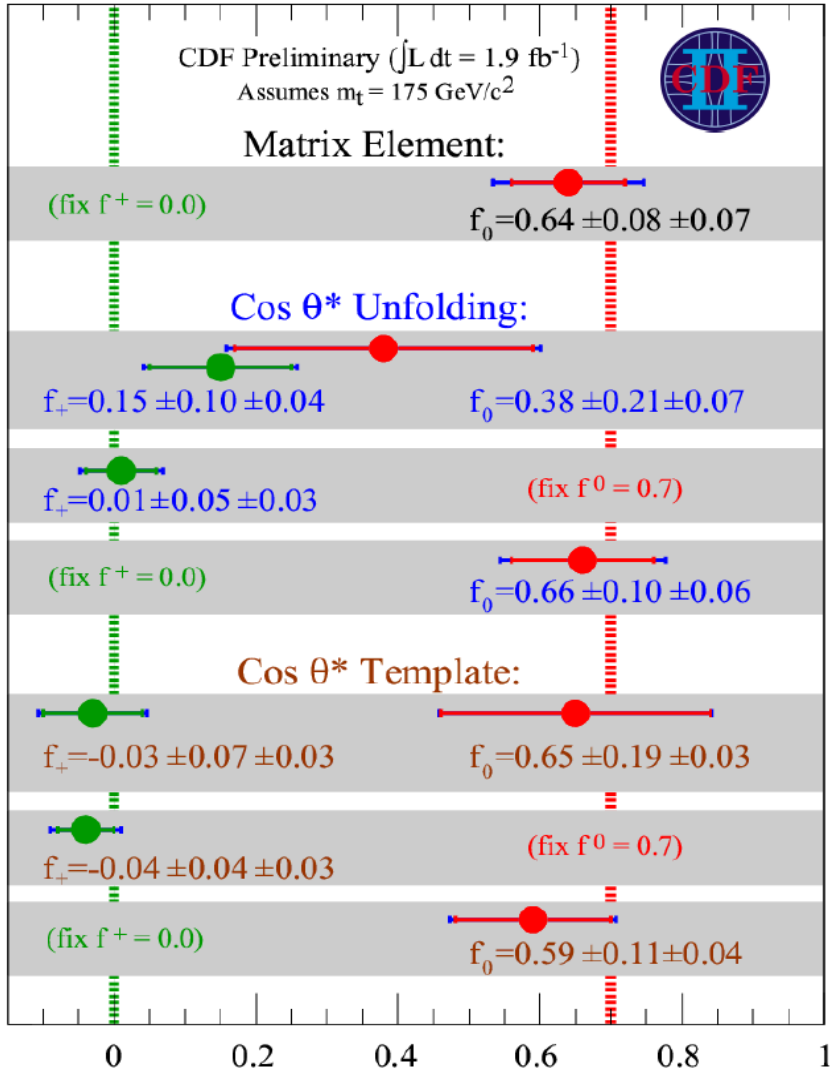 CDF Preliminary (∫L dt = 1.9 fb⁻¹)
Assumes mₜ = 175 GeV/c²
CDF
II
Matrix Element:
(fix f⁺ = 0.0)
f₀=0.64 ±0.08 ±0.07
Cos θ* Unfolding:
f₊=0.15 ±0.10 ±0.04 f₀=0.38 ±0.21±0.07
f₊=0.01±0.05 ±0.03 (fix f⁰ = 0.7)
(fix f⁺ = 0.0)
f₀=0.66 ±0.10 ±0.06
Cos θ* Template:
f₊=-0.03 ±0.07 ±0.03 f₀=0.65 ±0.19 ±0.03
f₊=-0.04 ±0.04 ±0.03 (fix f⁰ = 0.7)
(fix f⁺ = 0.0)
f₀=0.59 ±0.11±0.04
0 0.2 0.4 0.6 0.8 1